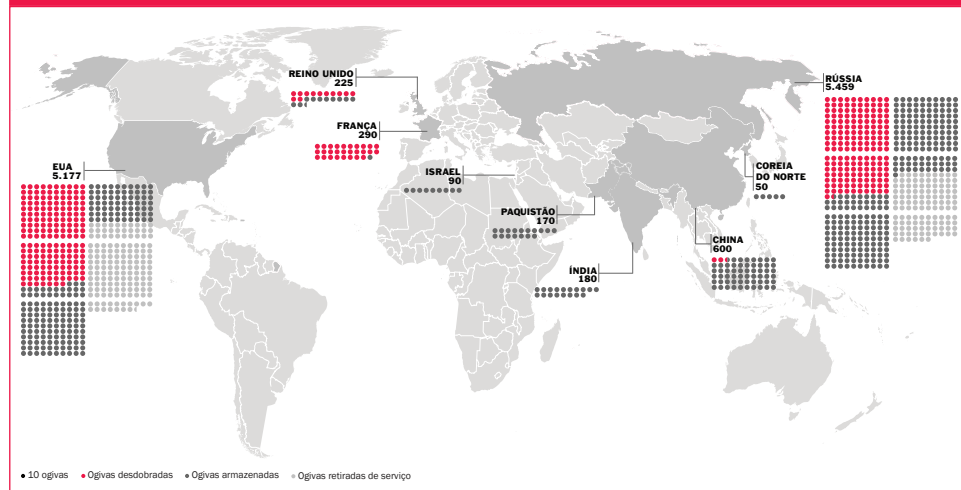 REINO UNIDO
225
FRANÇA
290
EUA
5.177
ISRAEL
90
PAQUISTÃO
170
ÍNDIA
180
RÚSSIA
5.459
COREIA
DO NORTE
50
CHINA
600
10 ogivas
Ogivas desdobradas
Ogivas armazenadas
Ogivas retiradas de serviço